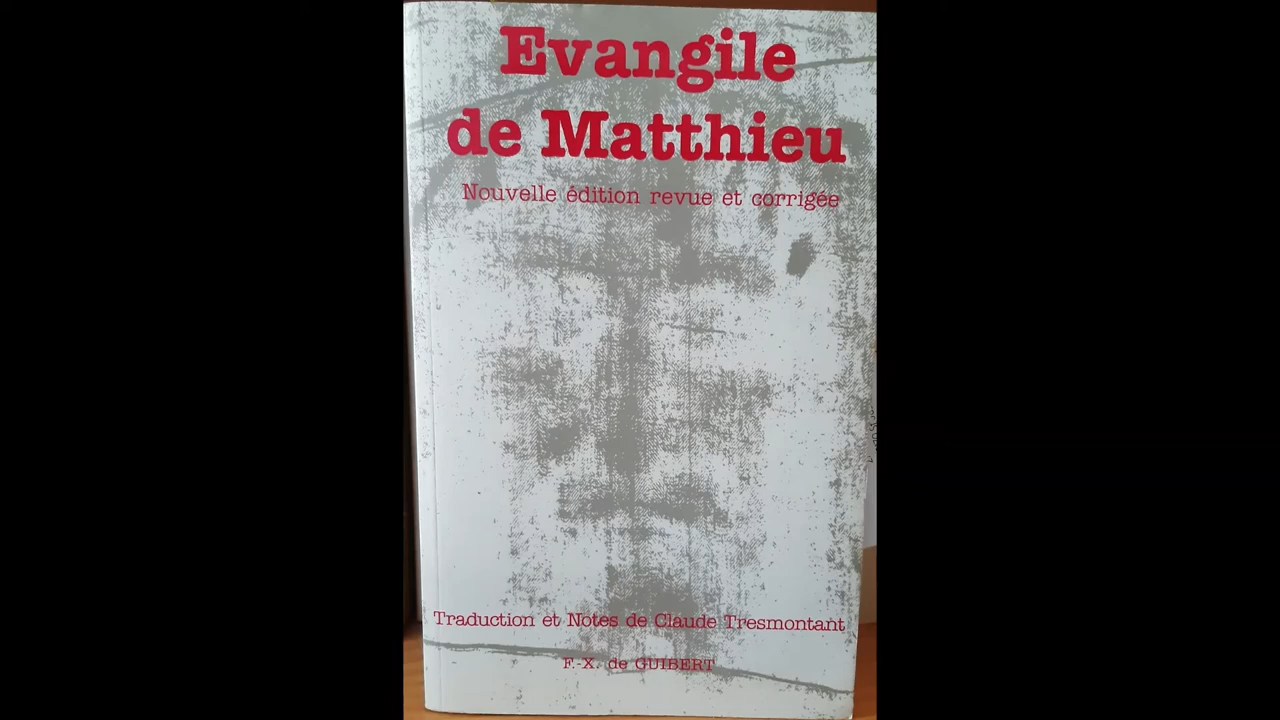 Evangile
de Matthieu
Nouvelle édition revue et corrigée
Traduction et Notes de Claude Tresmontant
F.-X. de GUIBERT